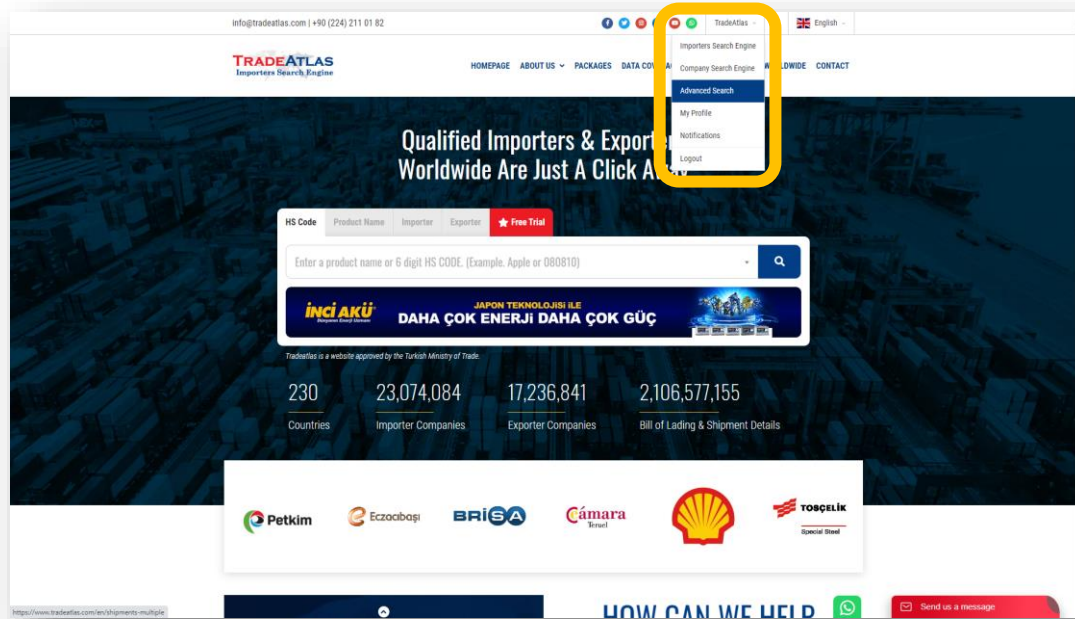 info@tradeatlas.com | +90 (224) 211 01 82
TradeAtlas
English
TRADEATLAS
Importers Search Engine
HOMEPAGE ABOUT US PACKAGES DATA CONTACT
Importers Search Engine
Company Search Engine
Advanced Search
My Profile
Notifications
Logout
Qualified Importers &
Worldwide Are Just A Click
HS Code Product Name Importer Exporter Free Trial
Enter a product name or 6 digit HS CODE. (Example. Apple or 080810)
İNCİ AKÜ
Dünyanın Enerji Uzmanı
JAPON TEKNOLOJİSİ İLE
DAHA ÇOK ENERJİ DAHA ÇOK GÜÇ
Tradeatlas is a website approved by the Turkish Ministry of Trade.
230 23,074,084 17,236,841 2,106,577,155
Countries Importer Companies Exporter Companies Bill of Lading & Shipment Details
Petkim
Eczacıbaşı
BRISA
Cámara
Teruel
TOSÇELİK
Special Steel
HOW CAN WE HELP
Send us a message
https://www.tradeatlas.com/en/shipments-multiple